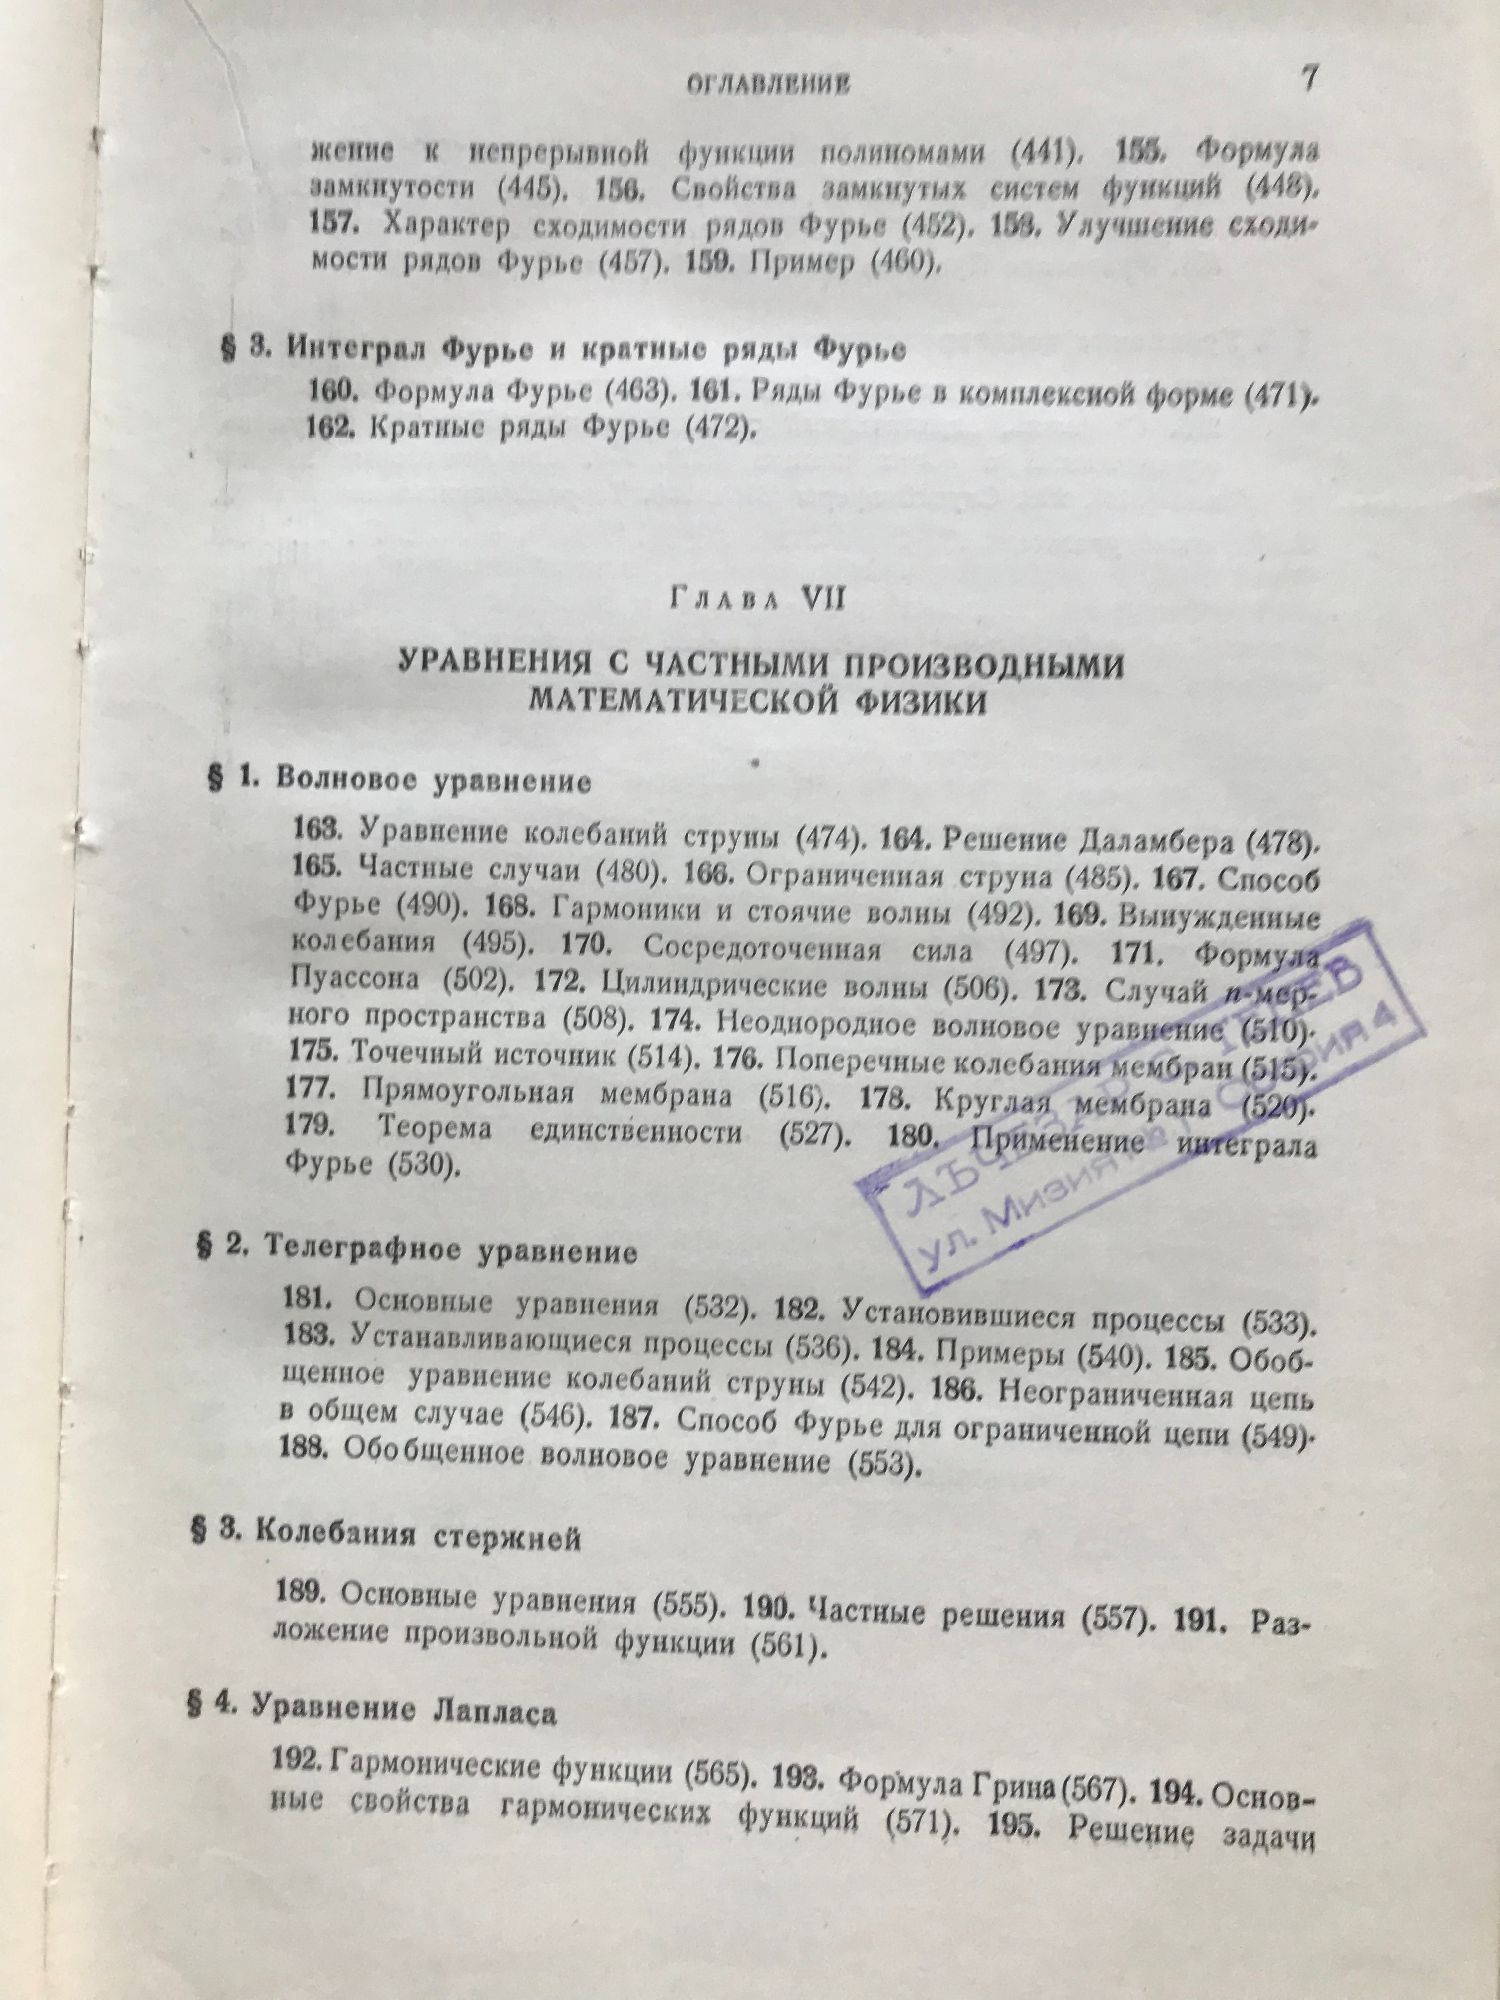 ОГЛАВЛЕНИЕ 7
жение к непрерывной функции полиномами (441). 155. Формула
замкнутости (445). 156. Свойства замкнутых систем функций (448).
157. Характер сходимости рядов Фурье (452). 158. Улучшение сходи-
мости рядов Фурье (457). 159. Пример (460).
§ 3. Интеграл Фурье и кратные ряды Фурье
160. Формула Фурье (463). 161. Ряды Фурье в комплексной форме (471).
162. Кратные ряды Фурье (472).
Глава VII
УРАВНЕНИЯ С ЧАСТНЫМИ ПРОИЗВОДНЫМИ
МАТЕМАТИЧЕСКОЙ ФИЗИКИ
§ 1. Волновое уравнение
163. Уравнение колебаний струны (474). 164. Решение Даламбера (478).
165. Частные случаи (480). 166. Ограниченная струна (485). 167. Способ
Фурье (490). 168. Гармоники и стоячие волны (492). 169. Вынужденные
колебания (495). 170. Сосредоточенная сила (497). 171. Формула
Пуассона (502). 172. Цилиндрические волны (506). 173. Случай n-мер-
ного пространства (508). 174. Неоднородное волновое уравнение (510).
175. Точечный источник (514). 176. Поперечные колебания мембран (515).
177. Прямоугольная мембрана (516). 178. Круглая мембрана (520).
179. Теорема единственности (527). 180. Применение интеграла
Фурье (530).
ул. Мизия София 4
§ 2. Телеграфное уравнение
181. Основные уравнения (532). 182. Установившиеся процессы (533).
183. Устанавливающиеся процессы (536). 184. Примеры (540). 185. Обоб-
щенное уравнение колебаний струны (542). 186. Неограниченная цепь
в общем случае (546). 187. Способ Фурье для ограниченной цепи (549).
188. Обобщенное волновое уравнение (553).
§ 3. Колебания стержней
189. Основные уравнения (555). 190. Частные решения (557). 191. Раз-
ложение произвольной функции (561).
§ 4. Уравнение Лапласа
192. Гармонические функции (565). 193. Формула Грина (567). 194. Основ-
ные свойства гармонических функций (571). 195. Решение задачи